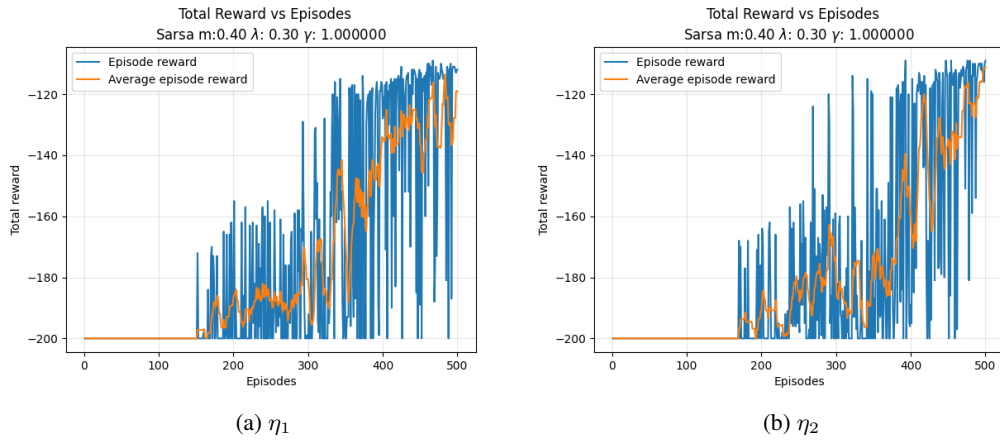 Total Reward vs Episodes
Sarsa m:0.40 λ: 0.30 γ: 1.000000
Episode reward
Average episode reward
Total reward
−120
−140
−160
−180
−200
0 100 200 300 400 500
Episodes
(a) η1
Total Reward vs Episodes
Sarsa m:0.40 λ: 0.30 γ: 1.000000
Episode reward
Average episode reward
Total reward
−120
−140
−160
−180
−200
0 100 200 300 400 500
Episodes
(b) η2